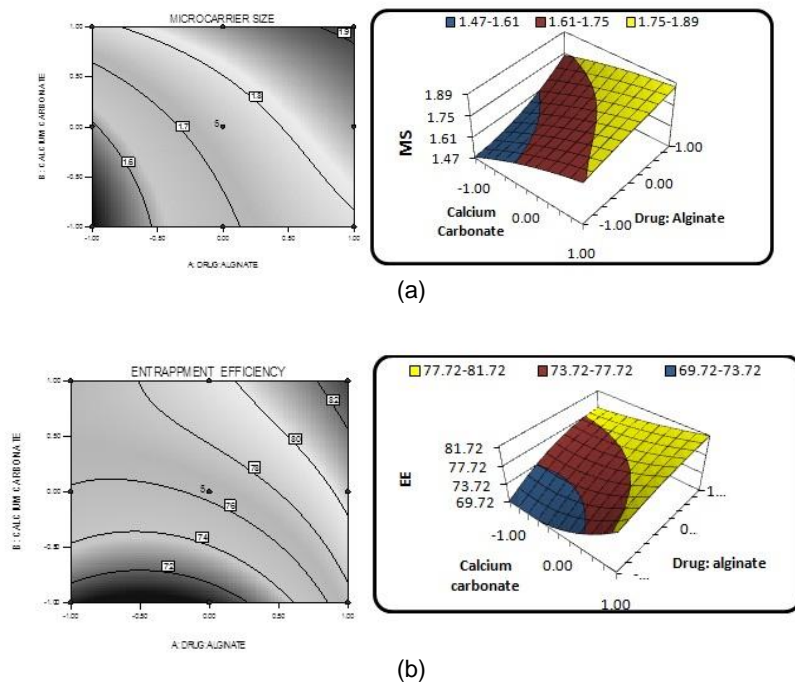 MICROCARRIER SIZE
1.00
0.50
0.00
-0.50
-1.00
-1.00
-0.50
0.00
0.50
1.00
B: CALCIUM CARBONATE
A: DRUG:ALGINATE
1.9
1.8
1.7
1.6
5
1.47-1.61 1.61-1.75 1.75-1.89
1.89
1.75
1.61
1.47
MS
-1.00
0.00
1.00
Calcium
Carbonate
1.00
0.00
-1.00
Drug: Alginate
(a)
ENTRAPPMENT EFFICIENCY
1.00
0.50
0.00
-0.50
-1.00
-1.00
-0.50
0.00
0.50
1.00
B: CALCIUM CARBONATE
A: DRUG:ALGINATE
82
80
78
76
74
72
5
77.72-81.72 73.72-77.72 69.72-73.72
81.72
77.72
73.72
69.72
EE
-1.00
0.00
1.00
Calcium
carbonate
1...
0...
-...
Drug: alginate
(b)